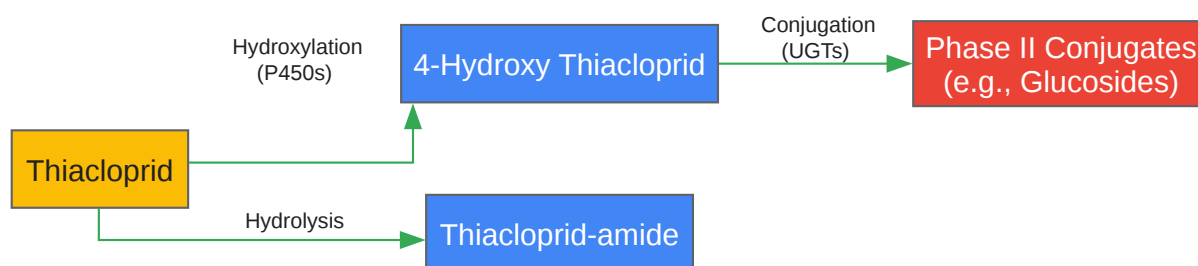 Hydroxylation
(P450s)
4-Hydroxy Thiacloprid
Conjugation
(UGTs)
Phase II Conjugates
(e.g., Glucosides)
Thiacloprid
Hydrolysis
Thiacloprid-amide